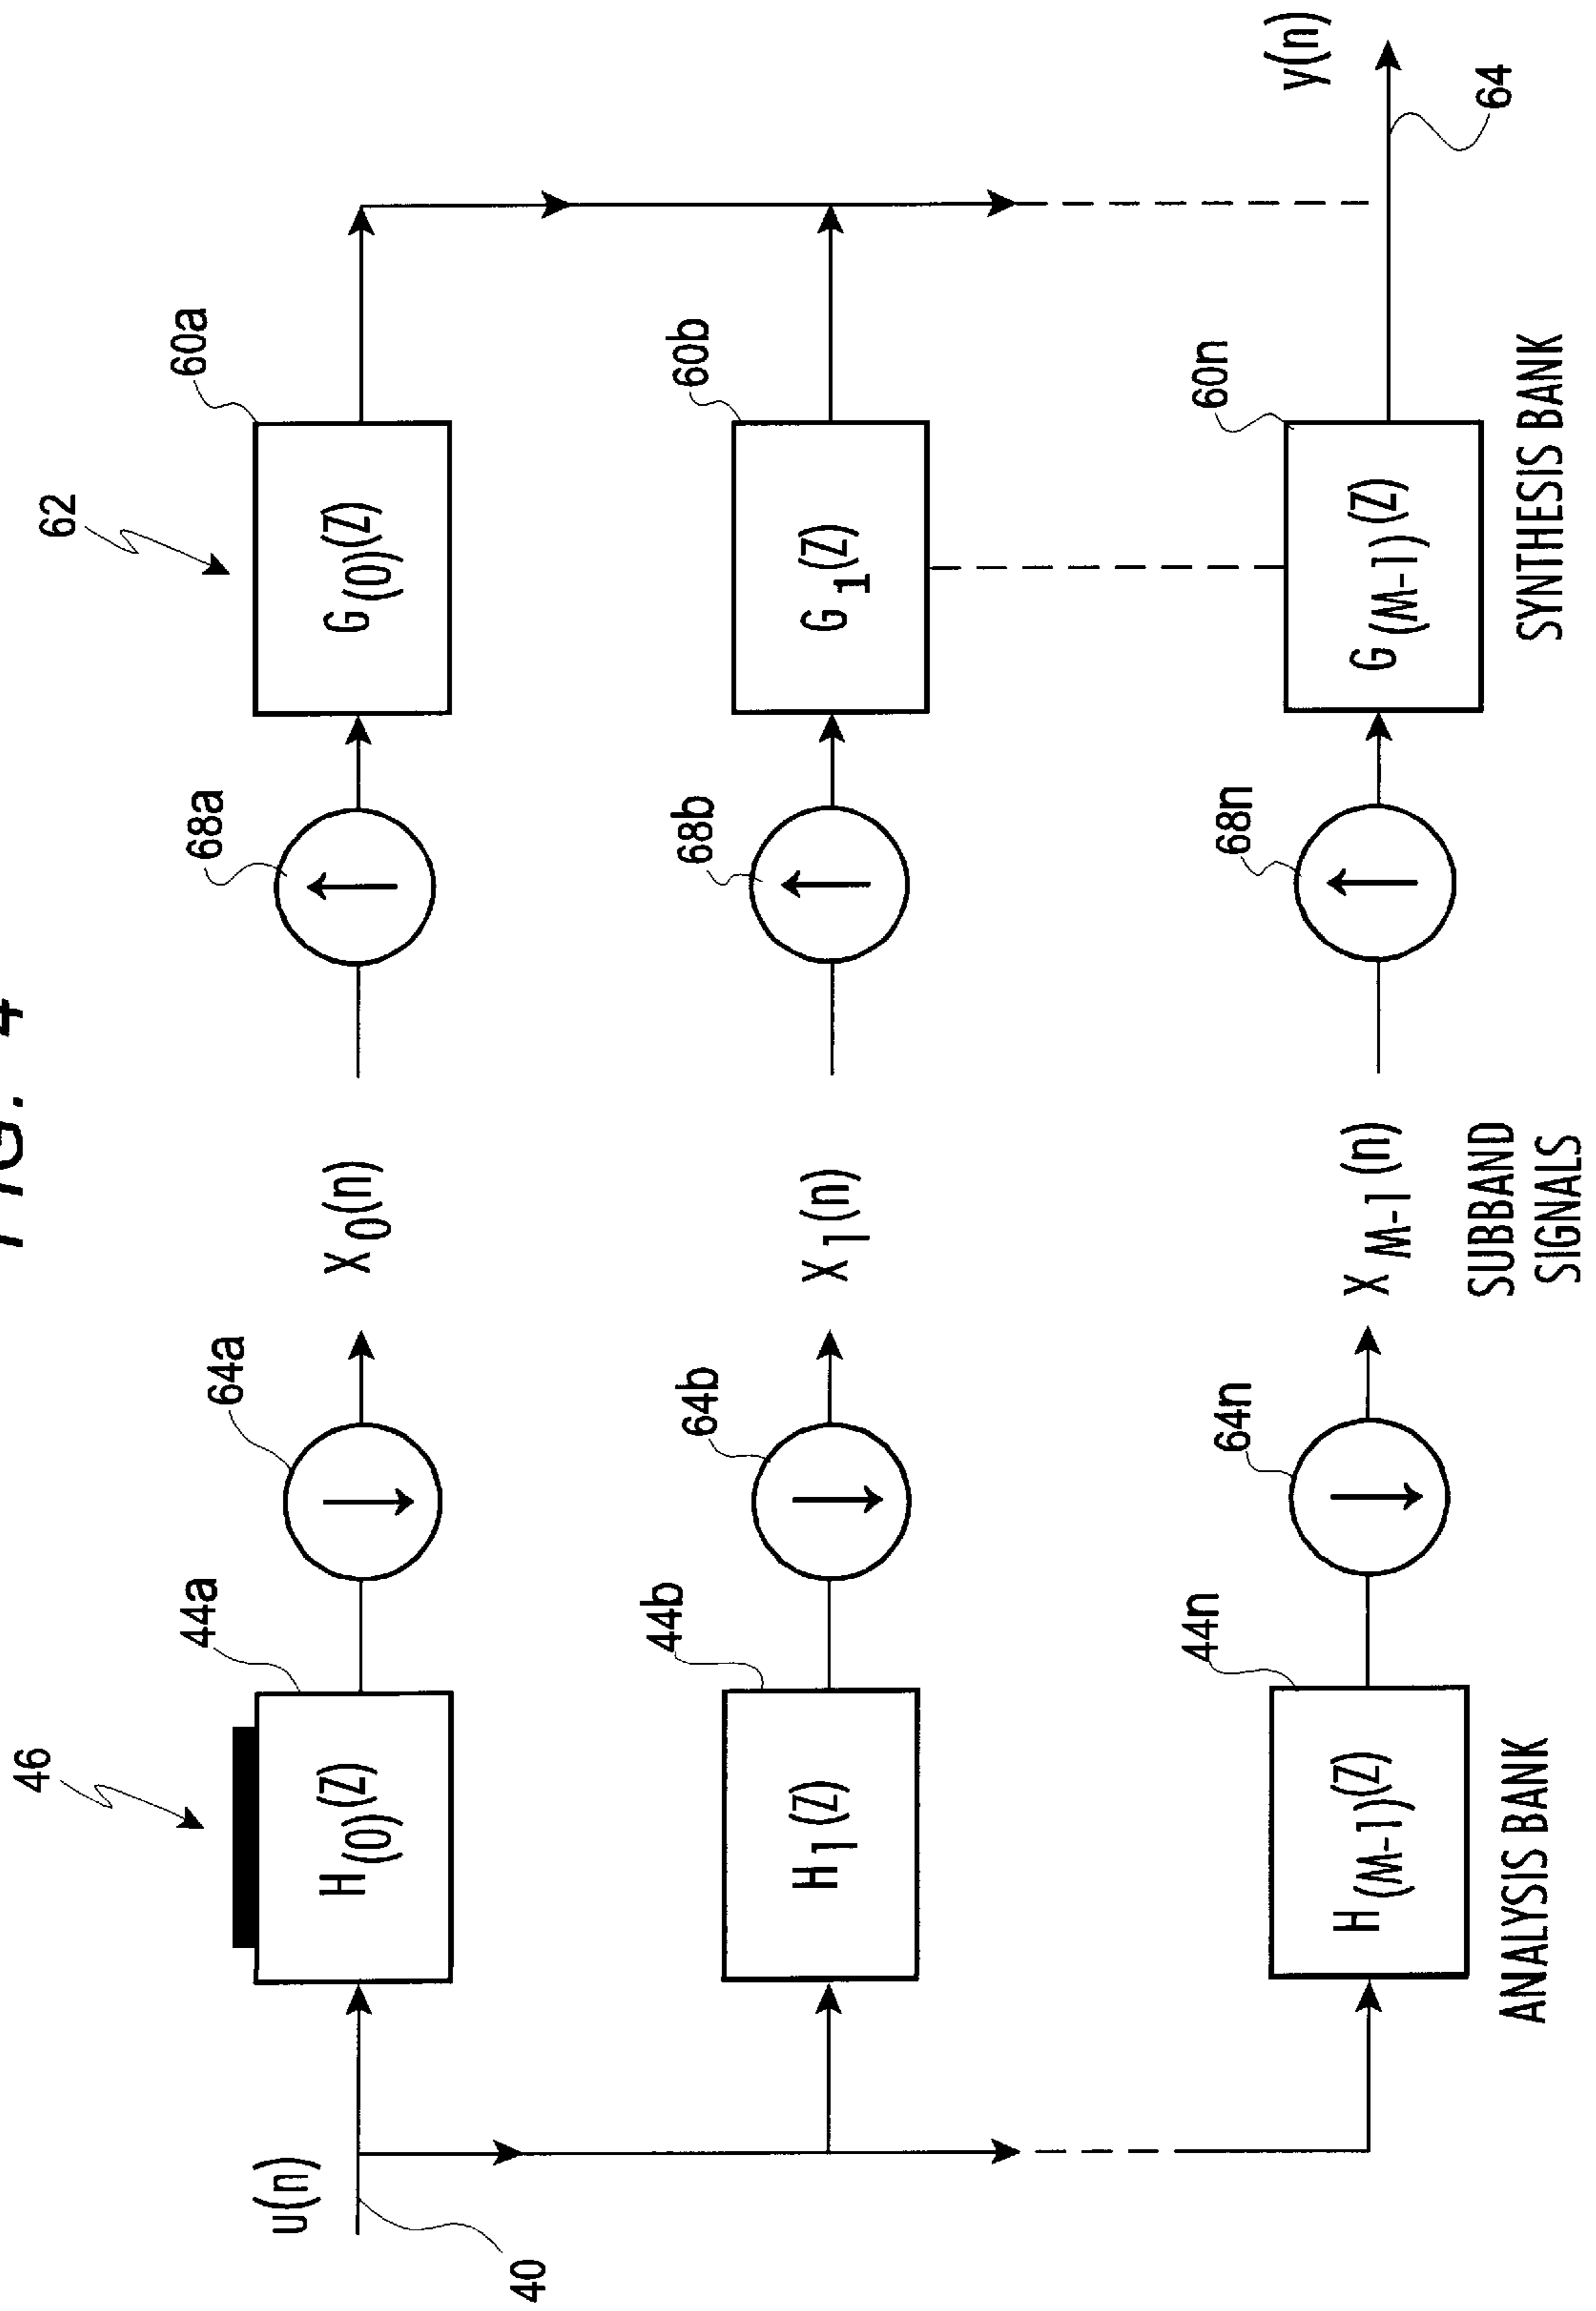 FIG. 4
46
62
44a
64a
68a
60a
u(n)
H(0)(Z)
X0(n)
G(0)(Z)
40
44b
64b
68b
60b
H1(Z)
X1(n)
G1(Z)
44n
64n
68n
60n
y(n)
H(M-1)(Z)
XM-1(n)
G(M-1)(Z)
64
ANALYSIS BANK
SUBBAND
SIGNALS
SYNTHESIS BANK